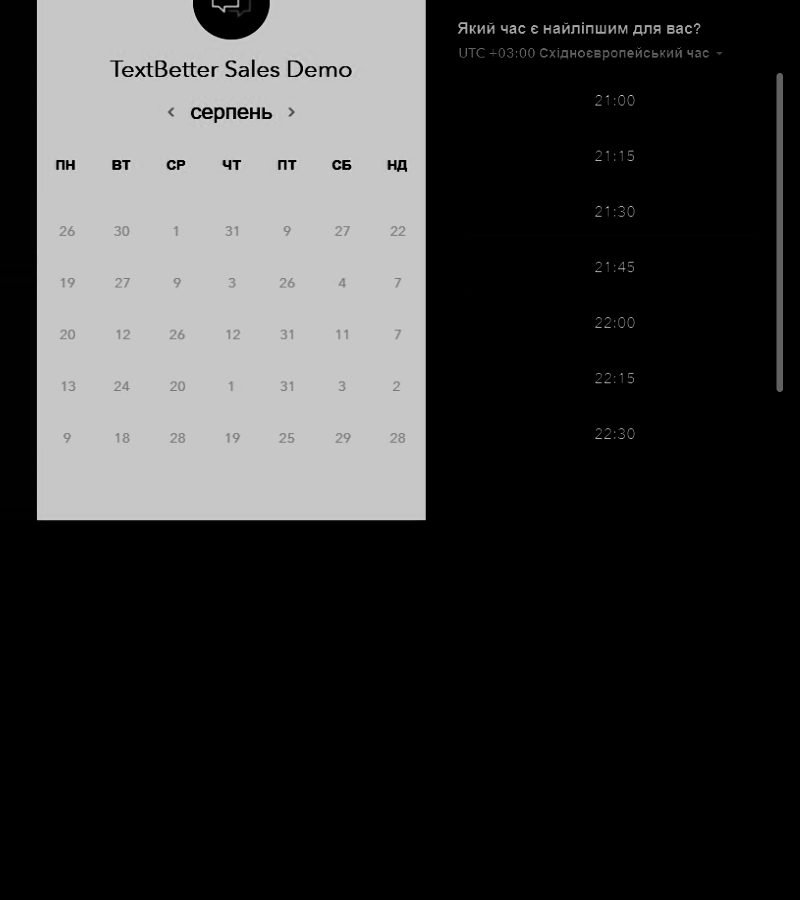 TextBetter Sales Demo
серпень
ПН ВТ СР ЧТ ПТ СБ НД
26 30 1 31 9 27 22
19 27 9 3 26 4 7
20 12 26 12 31 11 7
13 24 20 1 31 3 2
9 18 28 19 25 29 28
Який час є найліпшим для вас?
UTC +03:00 Східноєвропейський час
21:00
21:15
21:30
21:45
22:00
22:15
22:30